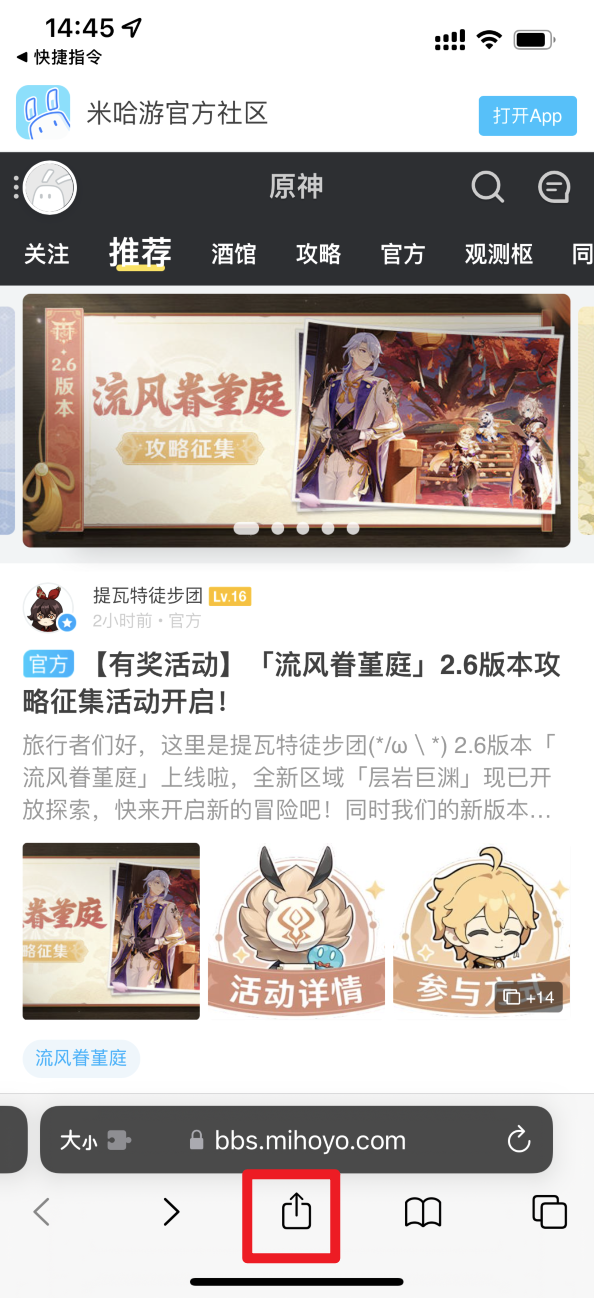 14:45
◀ 快捷指令
米哈游官方社区
打开App
原神
关注 推荐 酒馆 攻略 官方 观测枢 同
2.6
版
本
流风眷堇庭
攻略征集
提瓦特徒步团 Lv.16
2小时前 • 官方
官方 【有奖活动】「流风眷堇庭」2.6版本攻
略征集活动开启！
旅行者们好，这里是提瓦特徒步团(*/ω＼*) 2.6版本「
流风眷堇庭」上线啦，全新区域「层岩巨渊」现已开
放探索，快来开启新的冒险吧！同时我们的新版本...
眷堇庭
略征集
活动详情
参与方式
+14
流风眷堇庭
大小 bbs.mihoyo.com